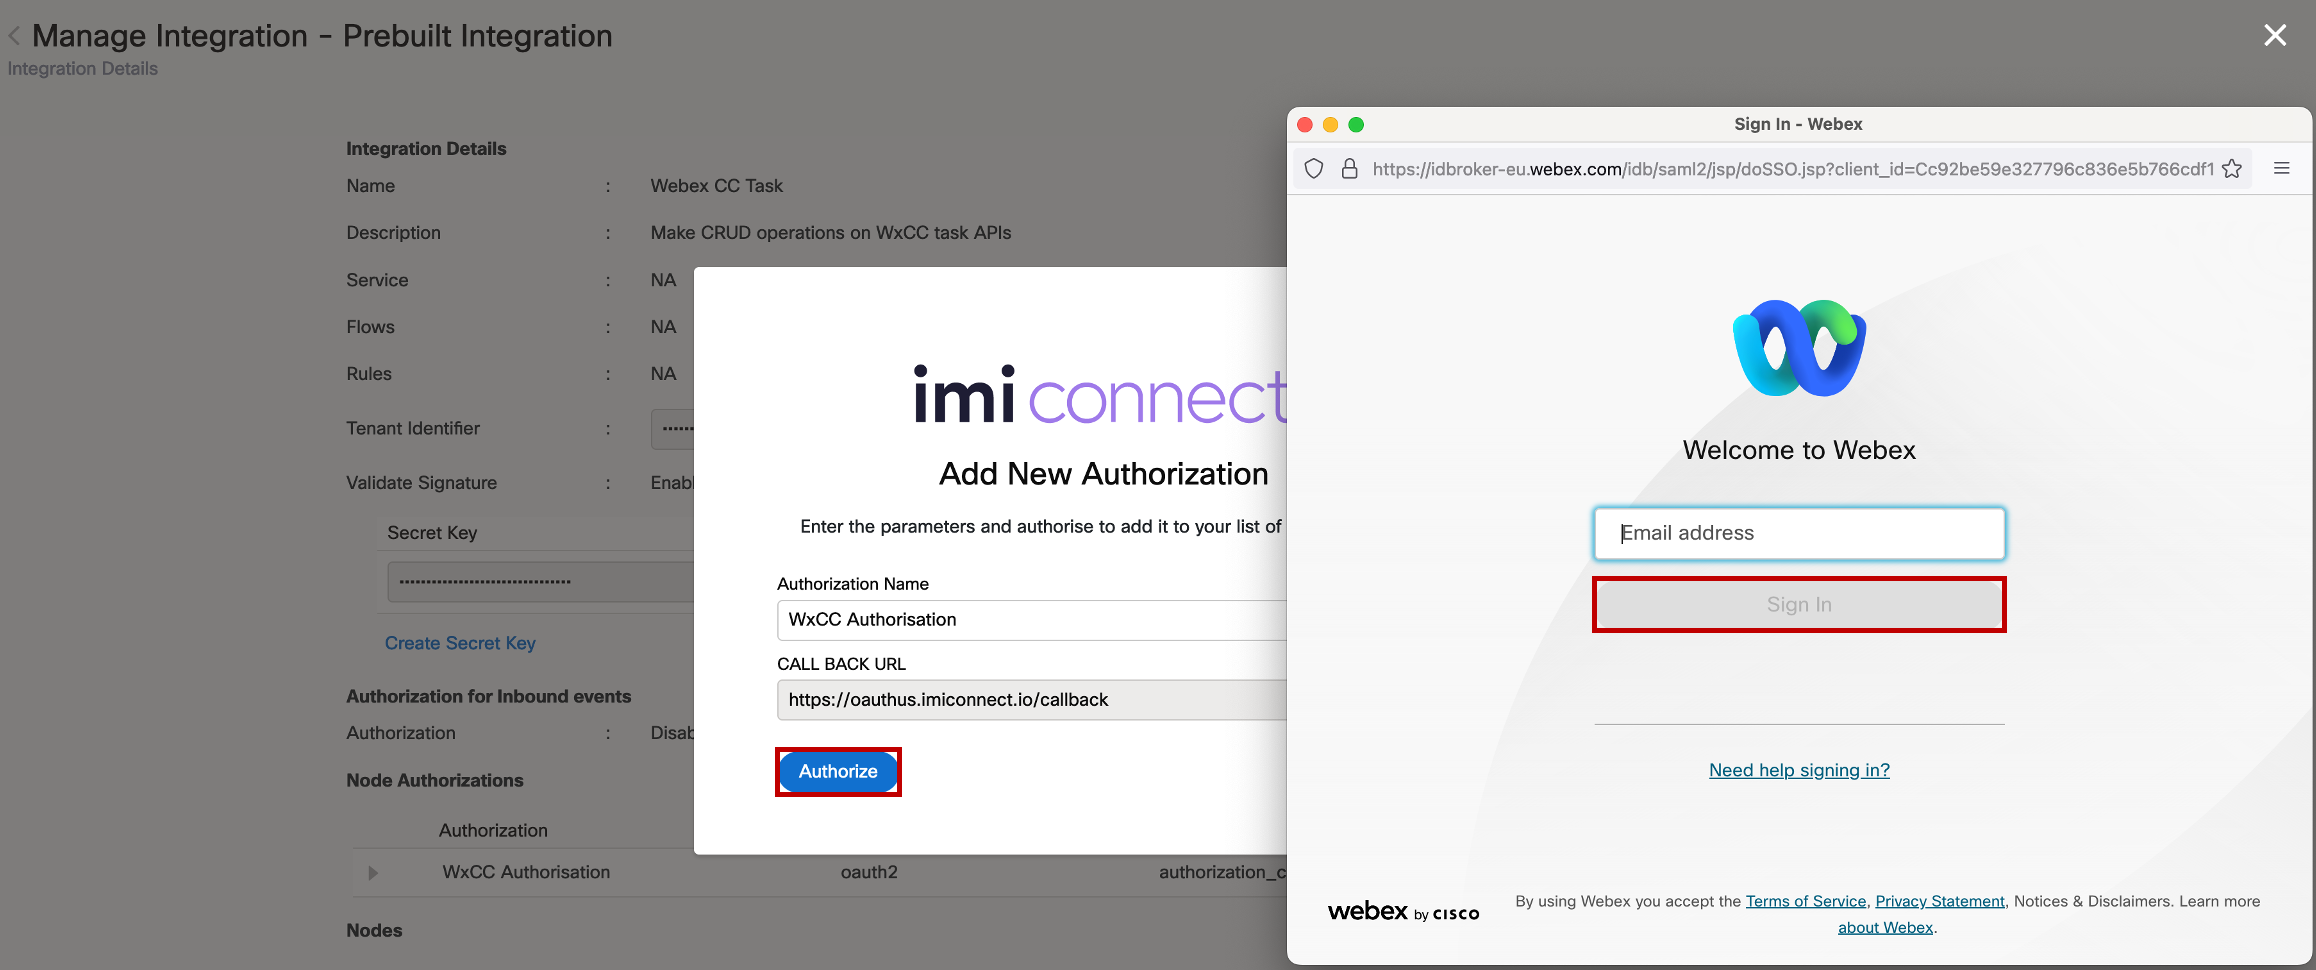 Manage Integration - Prebuilt Integration
Integration Details
Integration Details
Name : Webex CC Task
Description : Make CRUD operations on WxCC task APIs
Service : NA
Flows : NA
Rules : NA
Tenant Identifier :
Validate Signature : Enabl
Secret Key
Create Secret Key
Authorization for Inbound events
Authorization : Disab
Node Authorizations
Authorization
WxCC Authorisation oauth2 authorization_c
Nodes
imiconnect
Add New Authorization
Enter the parameters and authorise to add it to your list of
Authorization Name
WxCC Authorisation
CALL BACK URL
https://oauthus.imiconnect.io/callback
Authorize
Sign In - Webex
https://idbroker-eu.webex.com/idb/saml2/jsp/doSSO.jsp?client_id=Cc92be59e327796c836e5b766cdf1
Welcome to Webex
Email address
Sign In
Need help signing in?
webex by CISCO
By using Webex you accept the Terms of Service, Privacy Statement, Notices & Disclaimers. Learn more
about Webex.